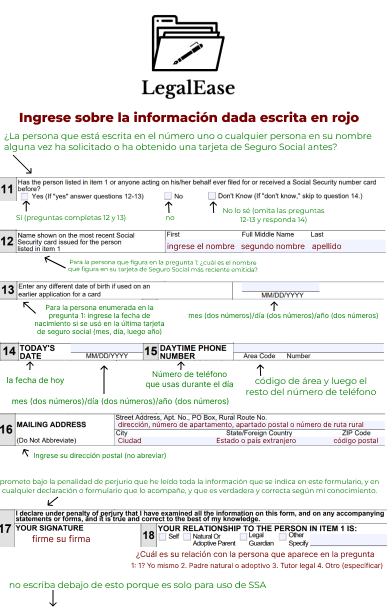 LegalEase
Ingrese sobre la información dada escrita en rojo
¿La persona que está escrita en el número uno o cualquier persona en su nombre
alguna vez ha solicitado o ha obtenido una tarjeta de Seguro Social antes?
11 Has the person listed in item 1 or anyone acting on his/her behalf ever filed for or received a Social Security number card
before?
Yes (If "yes" answer questions 12-13) No Don't Know (If "don't know," skip to question 14.)
Si (preguntas completas 12 y 13) no No lo sé (omita las preguntas
12-13 y responda 14)
12 Name shown on the most recent Social
Security card issued for the person
listed in item 1
First Full Middle Name Last
ingrese el nombre segundo nombre apellido
Para la persona que figura en la pregunta 1: ¿cuál es el nombre
que figura en su tarjeta de Seguro Social más reciente emitida?
13 Enter any different date of birth if used on an
earlier application for a card
MM/DD/YYYY
Para la persona enumerada en la
pregunta 1: ingrese la fecha de
nacimiento si se usó en la última tarjeta
de seguro social (mes, día, luego año)
mes (dos números)/día (dos números)/año (dos números)
14 TODAY'S
DATE
MM/DD/YYYY
15 DAYTIME PHONE
NUMBER
Area Code Number
la fecha de hoy
Número de teléfono
que usas durante el día
código de área y luego el
resto del número de teléfono
mes (dos números)/día (dos números)/año (dos números)
16 MAILING ADDRESS
(Do Not Abbreviate)
Street Address, Apt. No., PO Box, Rural Route No.
dirección, número de apartamento, apartado postal o número de ruta rural
City State/Foreign Country ZIP Code
Ciudad Estado o país extranjero código postal
Ingrese su dirección postal (no abreviar)
prometo bajo la penalidad de perjurio que he leído toda la información que se indica en este formulario, y en
cualquier declaración o formulario que lo acompañe, y que es verdadera y correcta según mi conocimiento.
I declare under penalty of perjury that I have examined all the information on this form, and on any accompanying
statements or forms, and it is true and correct to the best of my knowledge.
17 YOUR SIGNATURE
firme su firma
18 YOUR RELATIONSHIP TO THE PERSON IN ITEM 1 IS:
Self Natural Or
Adoptive Parent Legal
Guardian Other
Specify
¿Cuál es su relación con la persona que aparece en la pregunta
1: 1? Yo mismo 2. Padre natural o adoptivo 3. Tutor legal 4. Otro (especificar)
no escriba debajo de esto porque es solo para uso de SSA